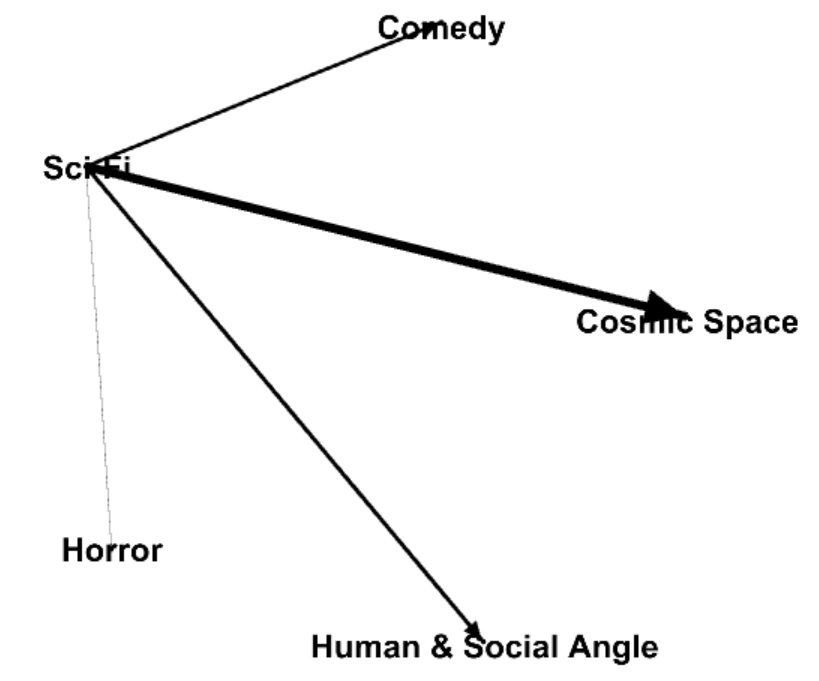 Comedy
Sci Fi
Cosmic Space
Horror
Human & Social Angle